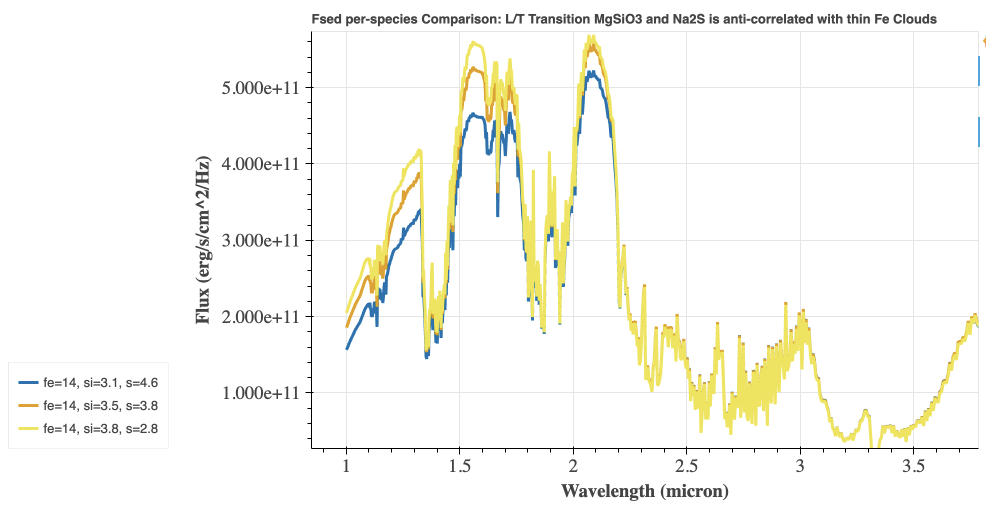 Fsed per-species Comparison: L/T Transition MgSiO3 and Na2S is anti-correlated with thin Fe Clouds
5.000e+11
4.000e+11
3.000e+11
2.000e+11
1.000e+11
Flux (erg/s/cm^2/Hz)
fe=14, si=3.1, s=4.6
fe=14, si=3.5, s=3.8
fe=14, si=3.8, s=2.8
1 1.5 2 2.5 3 3.5
Wavelength (micron)